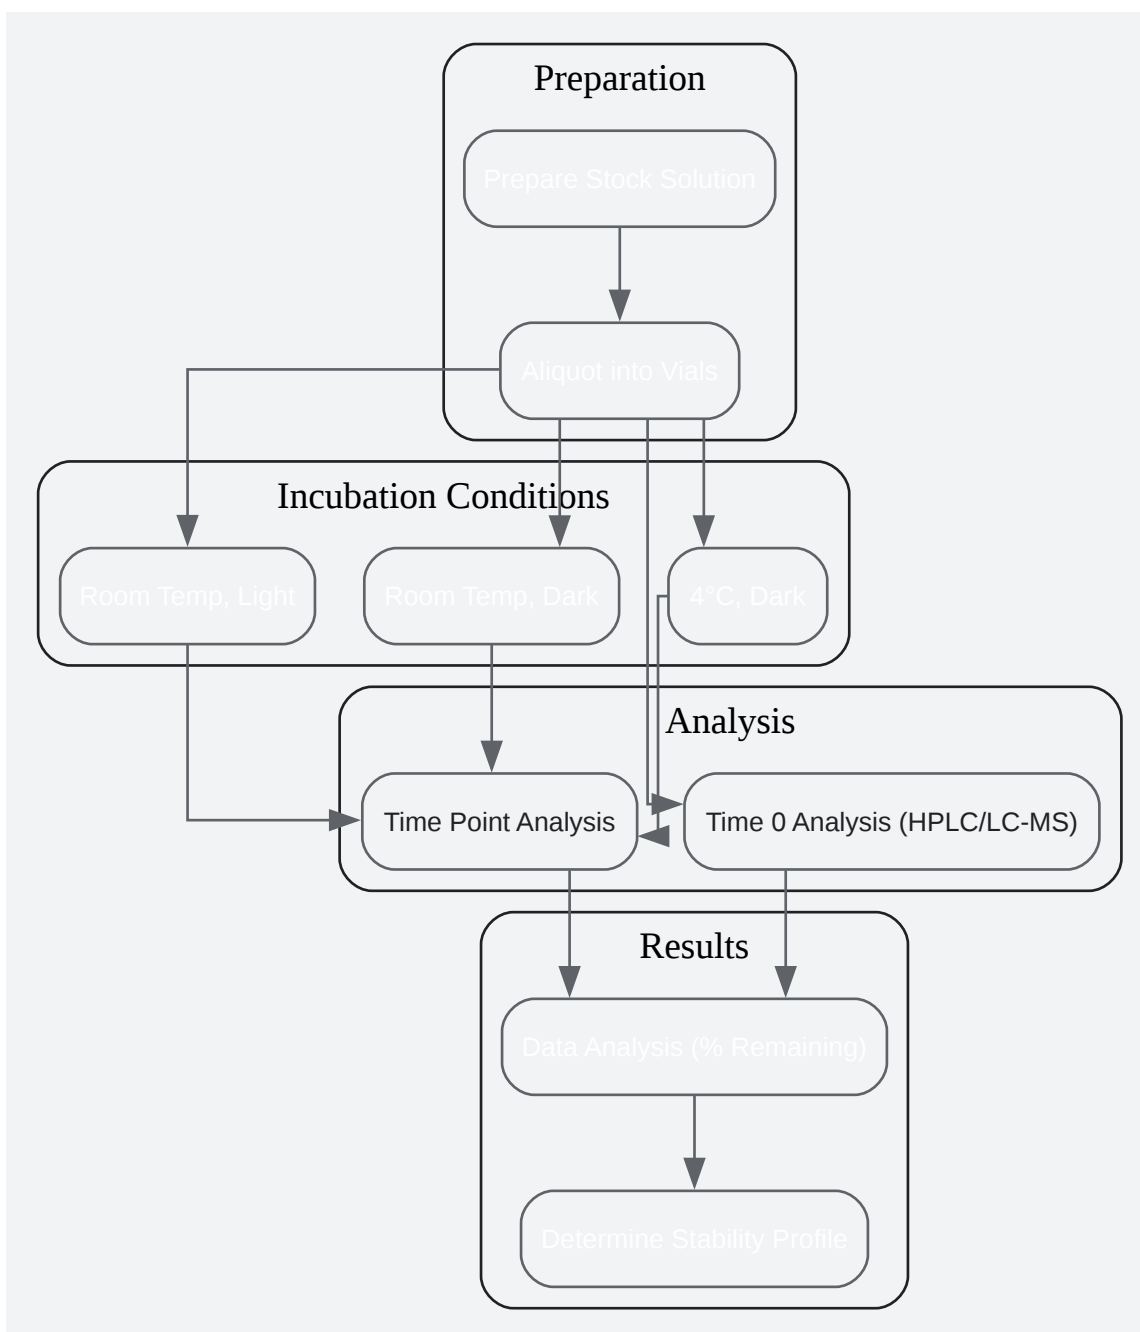 Preparation
Prepare Stock Solution
Aliquot into Vials
Incubation Conditions
Room Temp, Light
Room Temp, Dark
4°C, Dark
Analysis
Time Point Analysis
Time 0 Analysis (HPLC/LC-MS)
Results
Data Analysis (% Remaining)
Determine Stability Profile